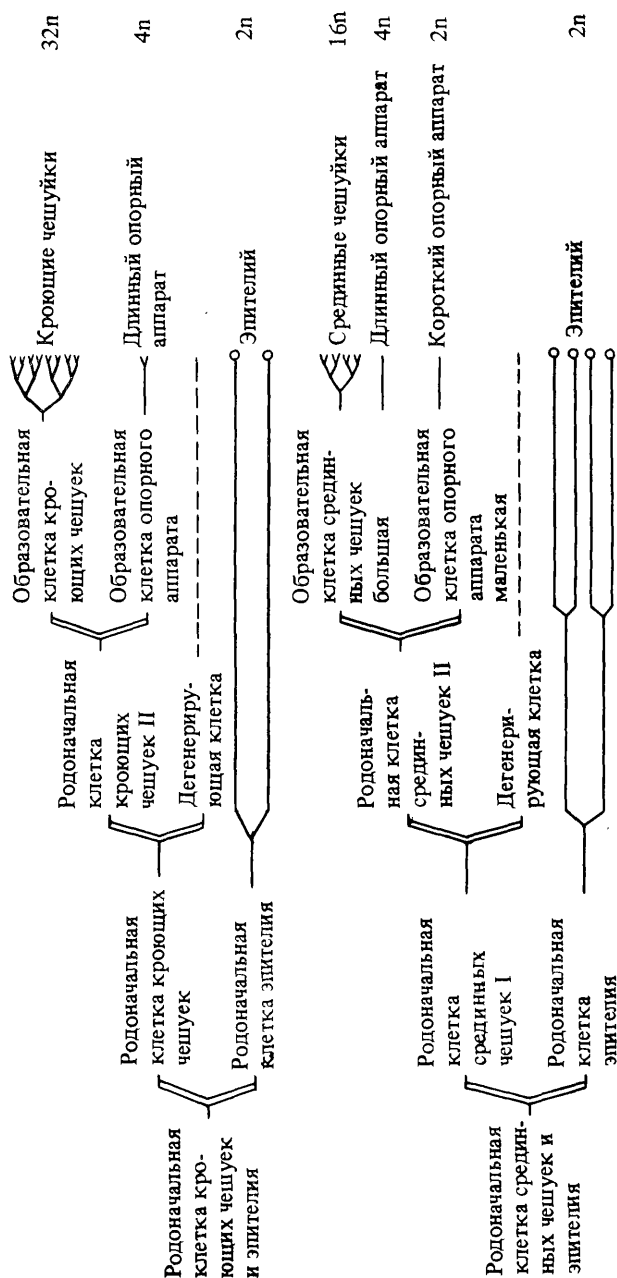 Родоначальная
клетка кро-
ющих чешуек
и эпителия
Родоначальная
клетка кроющих
чешуек
Родоначальная
клетка эпителия
Родоначальная
клетка
кроющих
чешуек II
Дегенериру-
ющая клетка
Образовательная
клетка кро-
ющих чешуек
Образовательная
клетка опорного
аппарата
Кроющие чешуйки
Длинный опорный
аппарат
Эпителий
32n
4n
2n
Родоначальная
клетка средин-
ных чешуек и
эпителия
Родоначальная
клетка
срединных
чешуек I
Родоначальная
клетка
эпителия
Родоначаль-
ная клетка
средин-
ных чешуек II
Дегенери-
рующая клетка
Образовательная
клетка средин-
ных чешуек
большая
Образовательная
клетка опорного
аппарата
маленькая
Срединные чешуйки
Длинный опорный аппарат
Короткий опорный аппарат
Эпителий
16n
4n
2n
2n